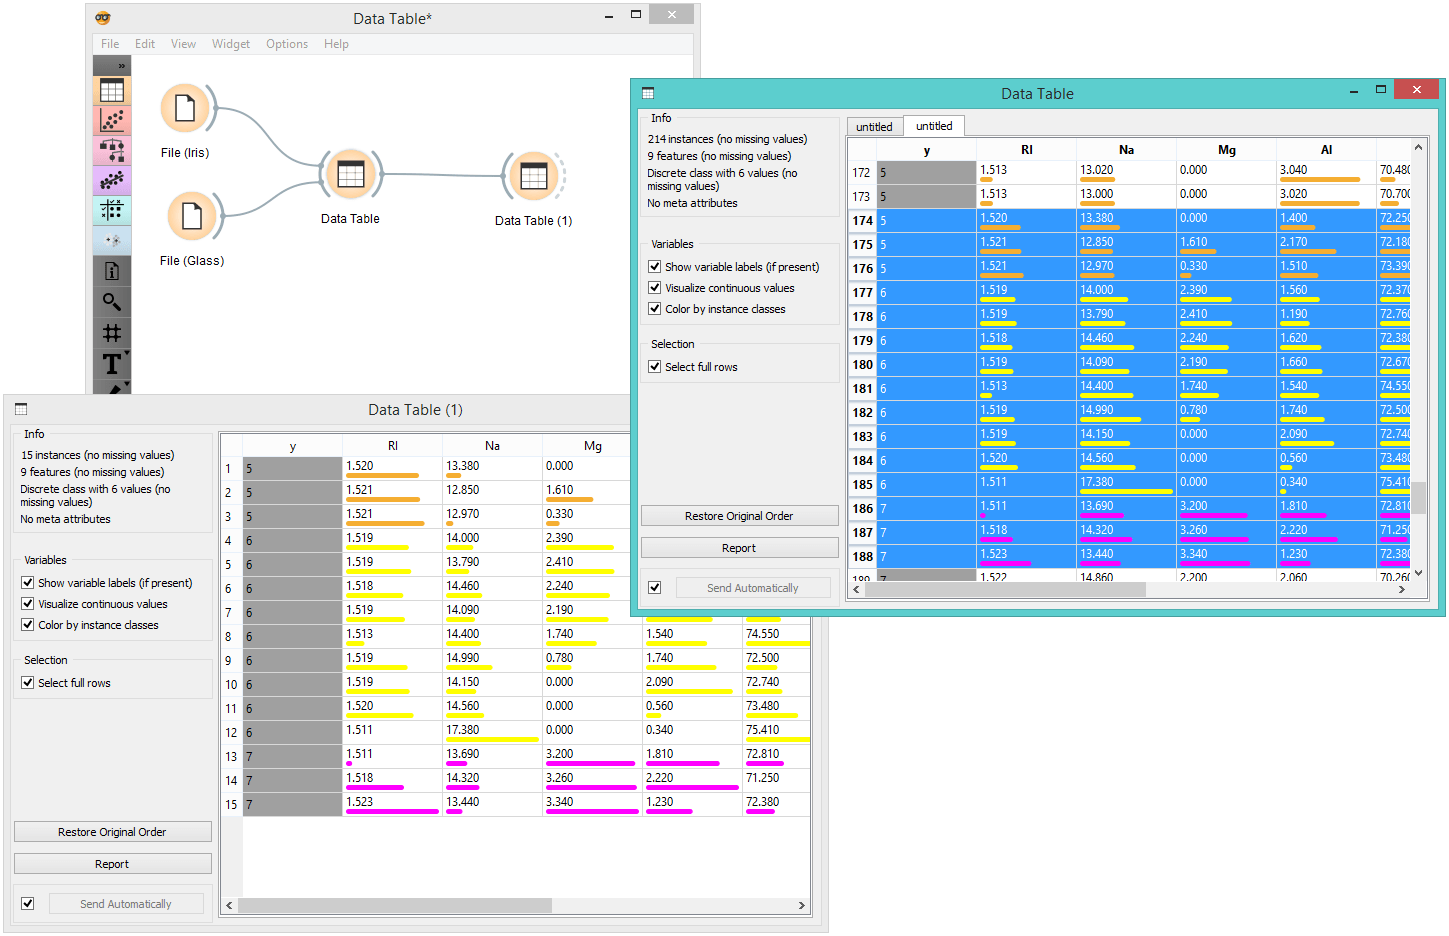 Data Table*
File Edit View Widget Options Help
»
File (Iris)
File (Glass)
Data Table
Data Table (1)
Data Table
Info
214 instances (no missing values)
9 features (no missing values)
Discrete class with 6 values (no
missing values)
No meta attributes
Variables
Show variable labels (if present)
Visualize continuous values
Color by instance classes
Selection
Select full rows
Restore Original Order
Report
Send Automatically
untitled untitled
y RI Na Mg Al
172 5 1.513 13.020 0.000 3.040 70.480
173 5 1.513 13.000 0.000 3.020 70.700
174 5 1.520 13.380 0.000 1.400 72.250
175 5 1.521 12.850 1.610 2.170 72.180
176 5 1.521 12.970 0.330 1.510 73.390
177 6 1.519 14.000 2.390 1.560 72.370
178 6 1.519 13.790 2.410 1.190 72.760
179 6 1.518 14.460 2.240 1.620 72.380
180 6 1.519 14.090 2.190 1.660 72.670
181 6 1.513 14.400 1.740 1.540 74.550
182 6 1.519 14.990 0.780 1.740 72.500
183 6 1.519 14.150 0.000 2.090 72.740
184 6 1.520 14.560 0.000 0.560 73.480
185 6 1.511 17.380 0.000 0.340 75.410
186 7 1.511 13.690 3.200 1.810 72.810
187 7 1.518 14.320 3.260 2.220 71.250
188 7 1.523 13.440 3.340 1.230 72.380
189 7 1.522 14.860 2.200 2.060 70.260
Data Table (1)
Info
15 instances (no missing values)
9 features (no missing values)
Discrete class with 6 values (no
missing values)
No meta attributes
Variables
Show variable labels (if present)
Visualize continuous values
Color by instance classes
Selection
Select full rows
Restore Original Order
Report
Send Automatically
y RI Na Mg
1 5 1.520 13.380 0.000
2 5 1.521 12.850 1.610
3 5 1.521 12.970 0.330
4 6 1.519 14.000 2.390
5 6 1.519 13.790 2.410
6 6 1.518 14.460 2.240
7 6 1.519 14.090 2.190
8 6 1.513 14.400 1.740 1.540 74.550
9 6 1.519 14.990 0.780 1.740 72.500
10 6 1.519 14.150 0.000 2.090 72.740
11 6 1.520 14.560 0.000 0.560 73.480
12 6 1.511 17.380 0.000 0.340 75.410
13 7 1.511 13.690 3.200 1.810 72.810
14 7 1.518 14.320 3.260 2.220 71.250
15 7 1.523 13.440 3.340 1.230 72.380